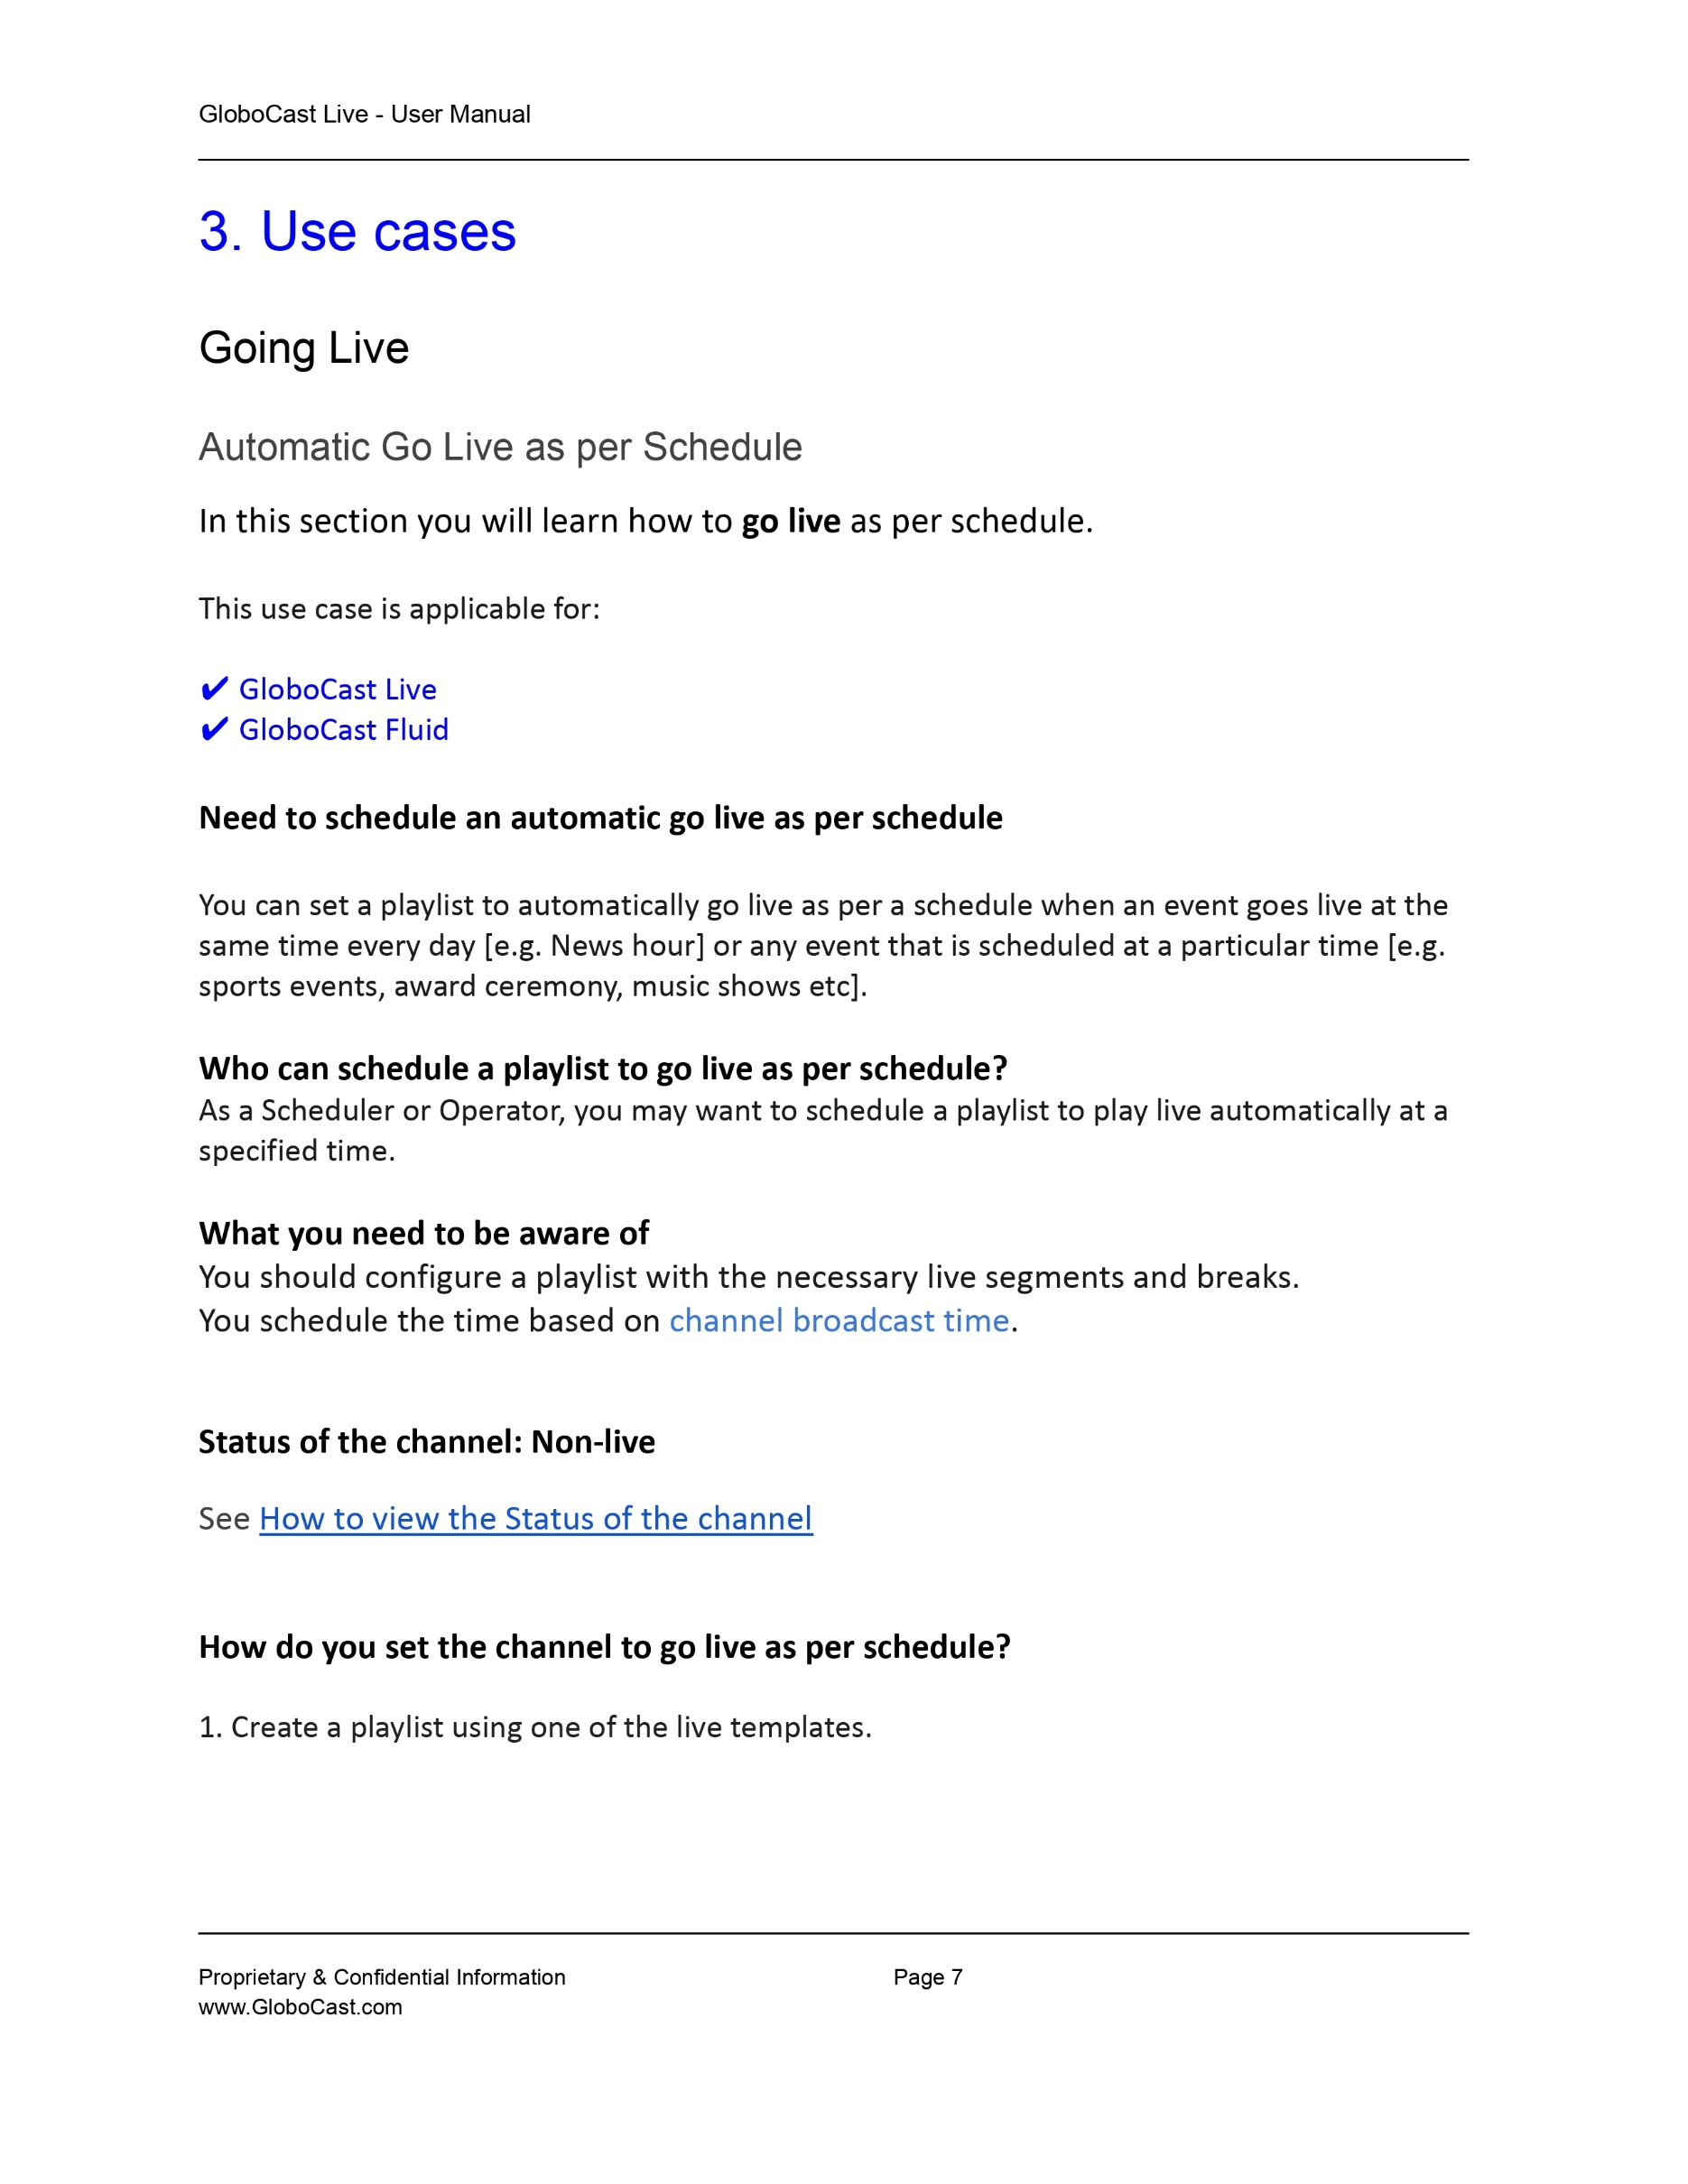 GloboCast Live - User Manual
3. Use cases
Going Live
Automatic Go Live as per Schedule
In this section you will learn how to go live as per schedule.
This use case is applicable for:
✔ GloboCast Live
✔ GloboCast Fluid
Need to schedule an automatic go live as per schedule
You can set a playlist to automatically go live as per a schedule when an event goes live at the
same time every day [e.g. News hour] or any event that is scheduled at a particular time [e.g.
sports events, award ceremony, music shows etc].
Who can schedule a playlist to go live as per schedule?
As a Scheduler or Operator, you may want to schedule a playlist to play live automatically at a
specified time.
What you need to be aware of
You should configure a playlist with the necessary live segments and breaks.
You schedule the time based on channel broadcast time.
Status of the channel: Non-live
See How to view the Status of the channel
How do you set the channel to go live as per schedule?
1. Create a playlist using one of the live templates.
Proprietary & Confidential Information Page 7
www.GloboCast.com